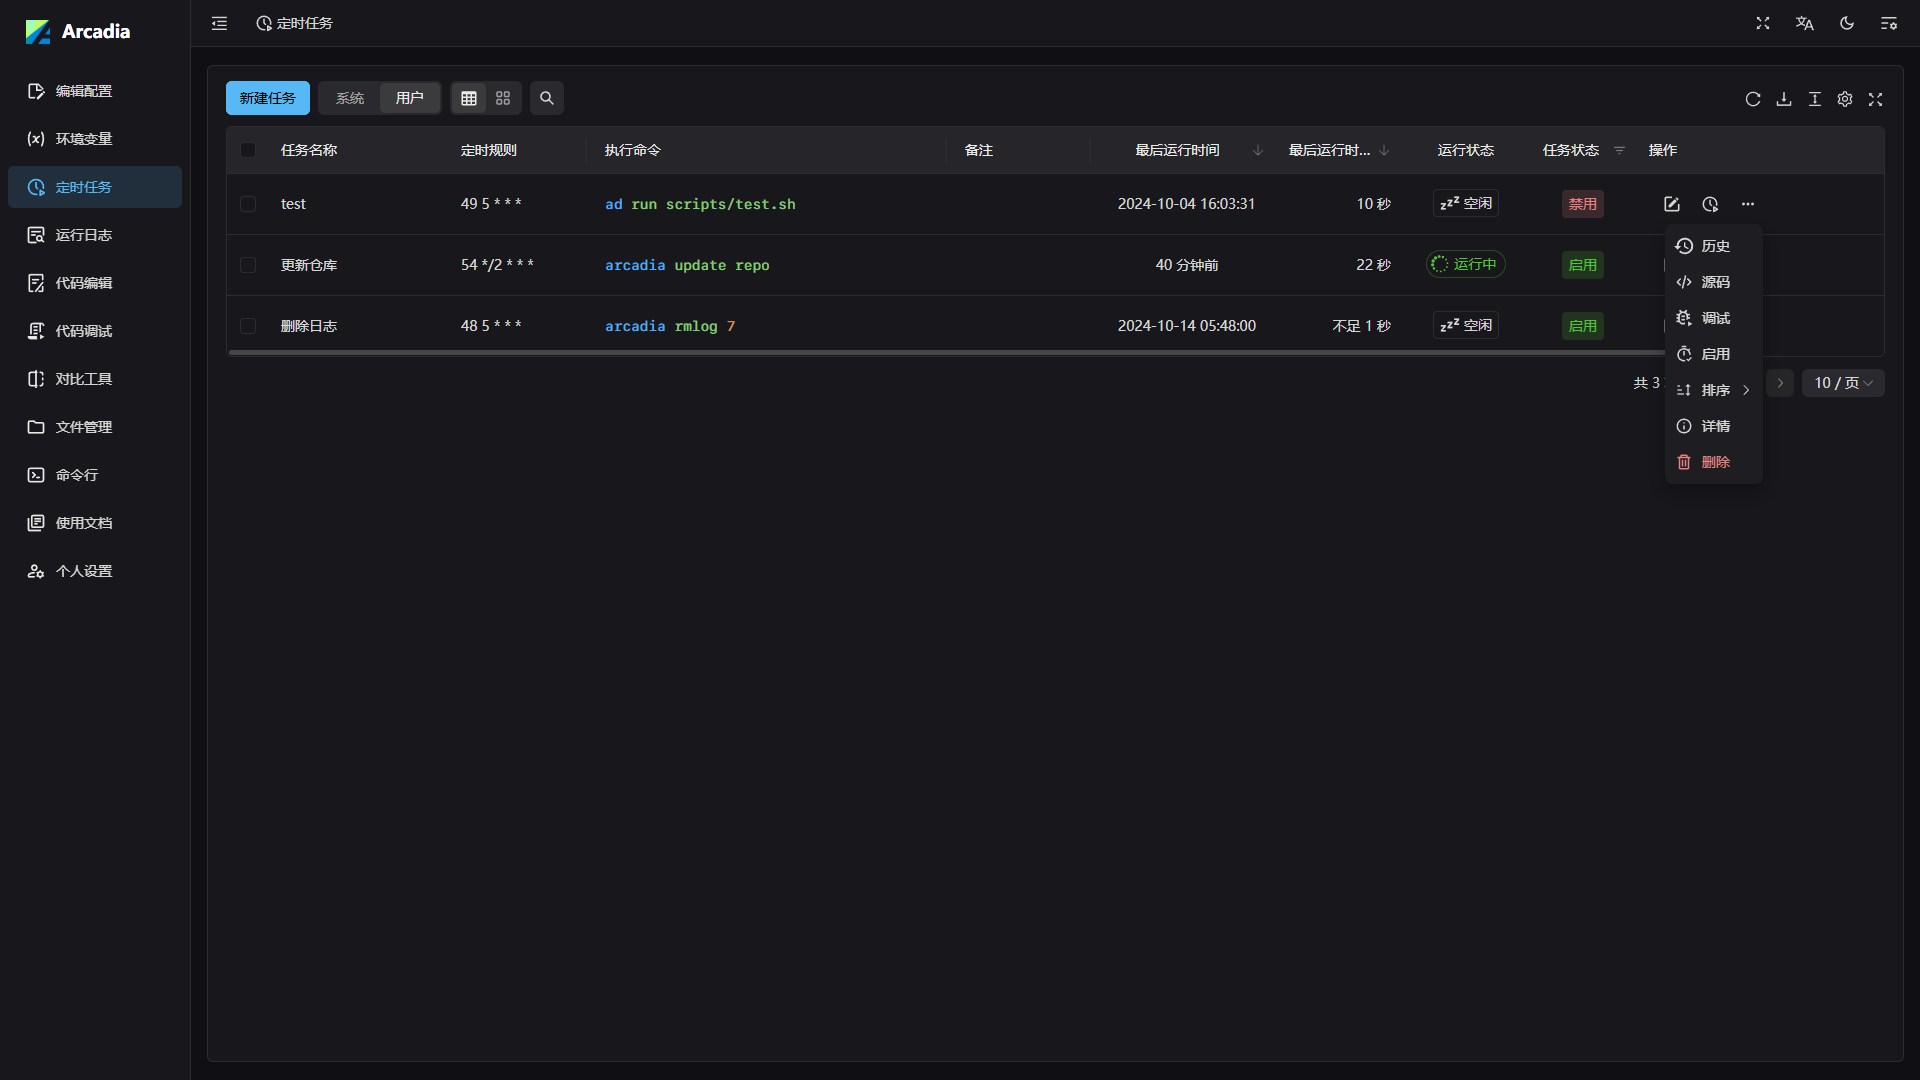 Arcadia
定时任务
编辑配置
环境变量
定时任务
运行日志
代码编辑
代码调试
对比工具
文件管理
命令行
使用文档
个人设置
新建任务 系统 用户
任务名称 定时规则 执行命令 备注 最后运行时间 最后运行时... 运行状态 任务状态 操作
test 49 5 * * * ad run scripts/test.sh 2024-10-04 16:03:31 10 秒 zzZ 空闲 禁用
更新仓库 54 */2 * * * arcadia update repo 40 分钟前 22 秒 运行中 启用
删除日志 48 5 * * * arcadia rmlog 7 2024-10-14 05:48:00 不足 1 秒 zzZ 空闲 启用
共 3
10 / 页
历史
源码
调试
启用
排序
详情
删除